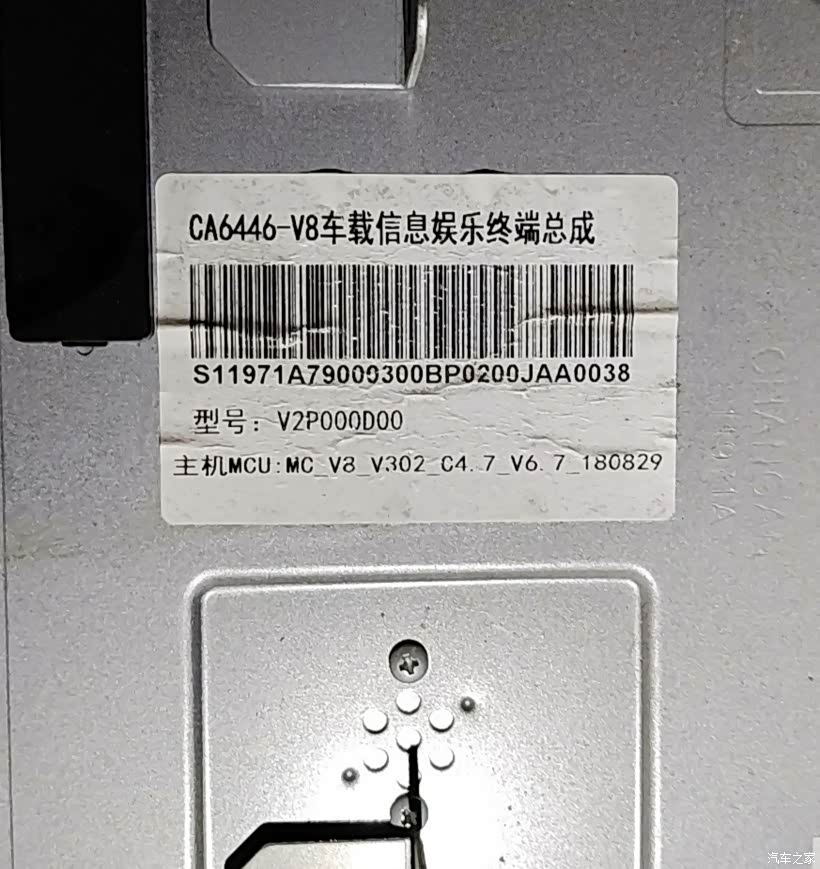 CA6446-V8车载信息娱乐终端总成
S11971A79000300BP0200JAA0038
型号: V2P000D00
主机MCU:MC_V8_V302_C4.7_V6.7_180829
CHANGAN
汽车之家